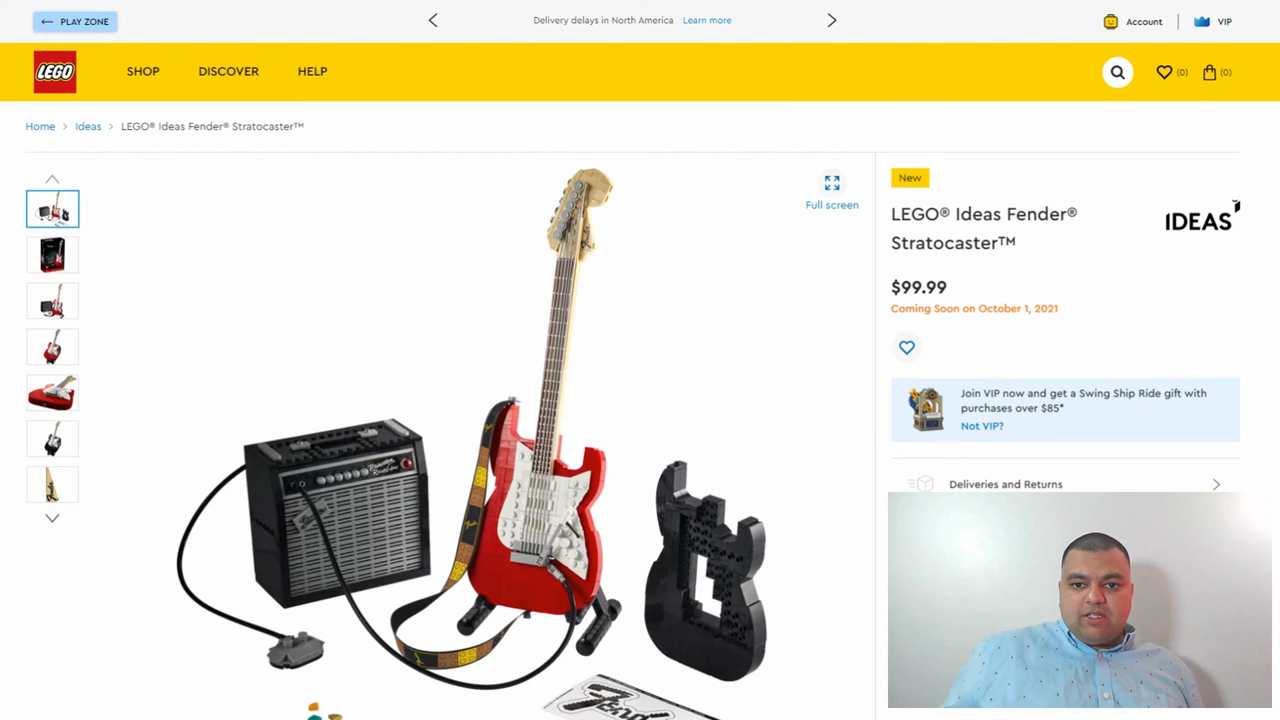 PLAY ZONE
Delivery delays in North America Learn more
Account
VIP
LEGO
SHOP DISCOVER HELP
(0)
(0)
Home > Ideas > LEGO® Ideas Fender® Stratocaster™
Full screen
New
LEGO® Ideas Fender®
Stratocaster™
IDEAS
$99.99
Coming Soon on October 1, 2021
Join VIP now and get a Swing Ship Ride gift with
purchases over $85*
Not VIP?
Deliveries and Returns